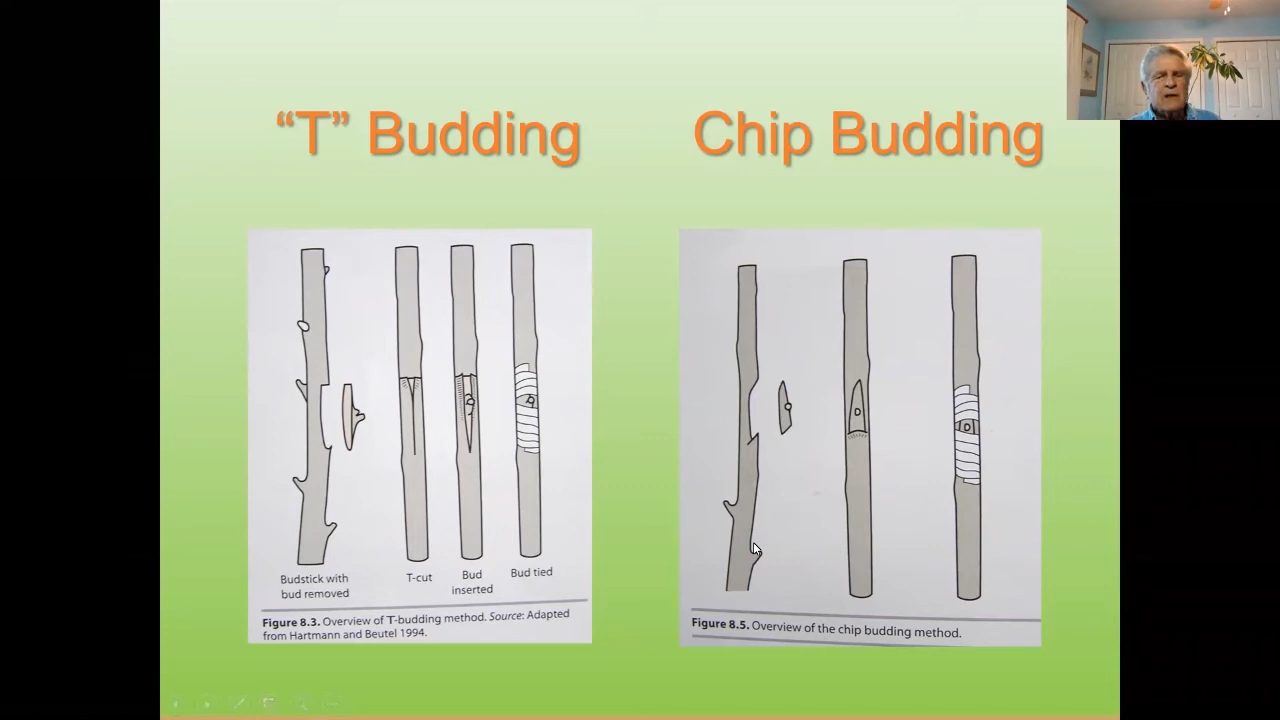 “T” Budding
Chip Budding
Budstick with
bud removed
T-cut
Bud
inserted
Bud tied
Figure 8.3. Overview of T-budding method. Source: Adapted
from Hartmann and Beutel 1994.
Figure 8.5. Overview of the chip budding method.